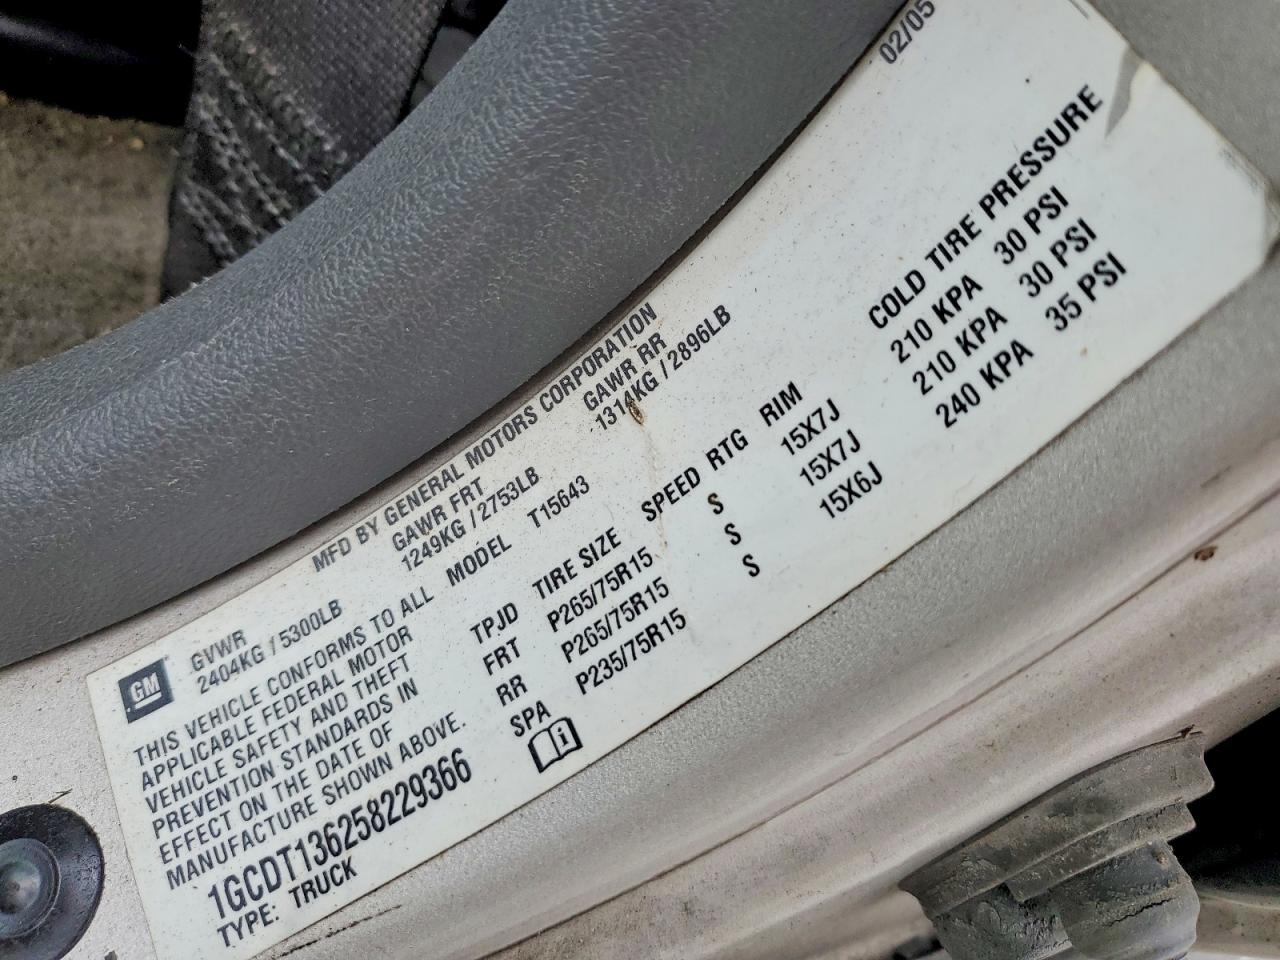 MFD BY GENERAL MOTORS CORPORATION
02/05
GM
GVWR GAWR FRT GAWR RR
2404KG / 5300LB 1249KG / 2753LB 1314KG / 2896LB
THIS VEHICLE CONFORMS TO ALL
APPLICABLE FEDERAL MOTOR
VEHICLE SAFETY AND THEFT
PREVENTION STANDARDS IN
EFFECT ON THE DATE OF
MANUFACTURE SHOWN ABOVE.
1GCDT136258229366
TYPE: TRUCK
MODEL T15643
TPJD TIRE SIZE SPEED RTG RIM COLD TIRE PRESSURE
FRT P265/75R15 S 15X7J 210 KPA 30 PSI
RR P265/75R15 S 15X7J 210 KPA 30 PSI
SPA P235/75R15 S 15X6J 240 KPA 35 PSI